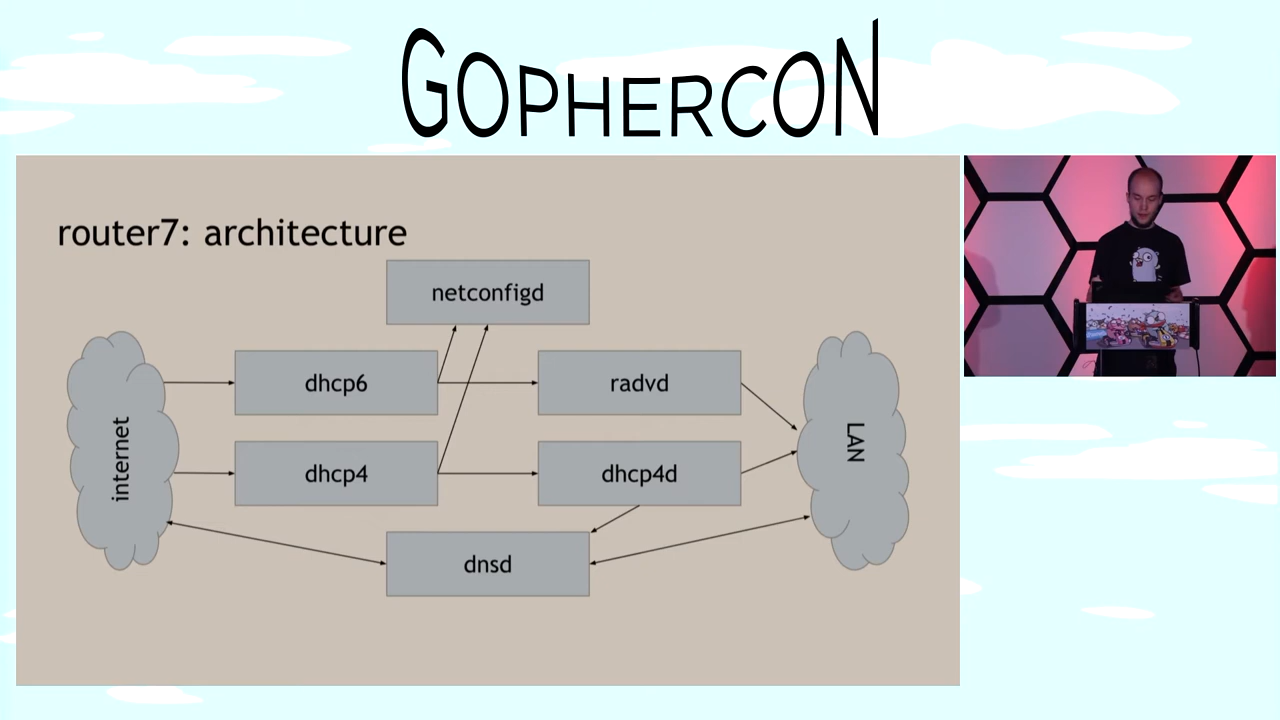 GOPHERCON
router7: architecture
netconfigd
dhcp6
radvd
internet
LAN
dhcp4
dhcp4d
dnsd